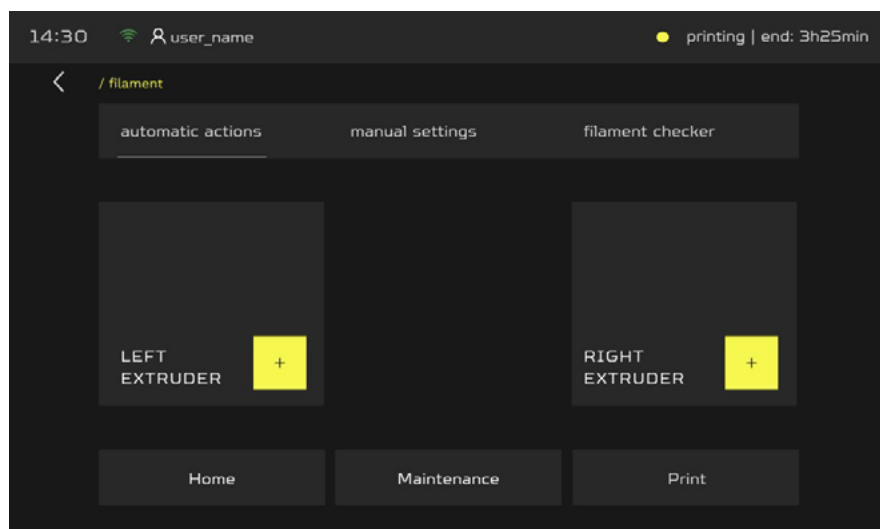 14:30 user_name printing | end: 3h25min
/ filament
automatic actions manual settings filament checker
LEFT
EXTRUDER +
RIGHT
EXTRUDER +
Home Maintenance Print